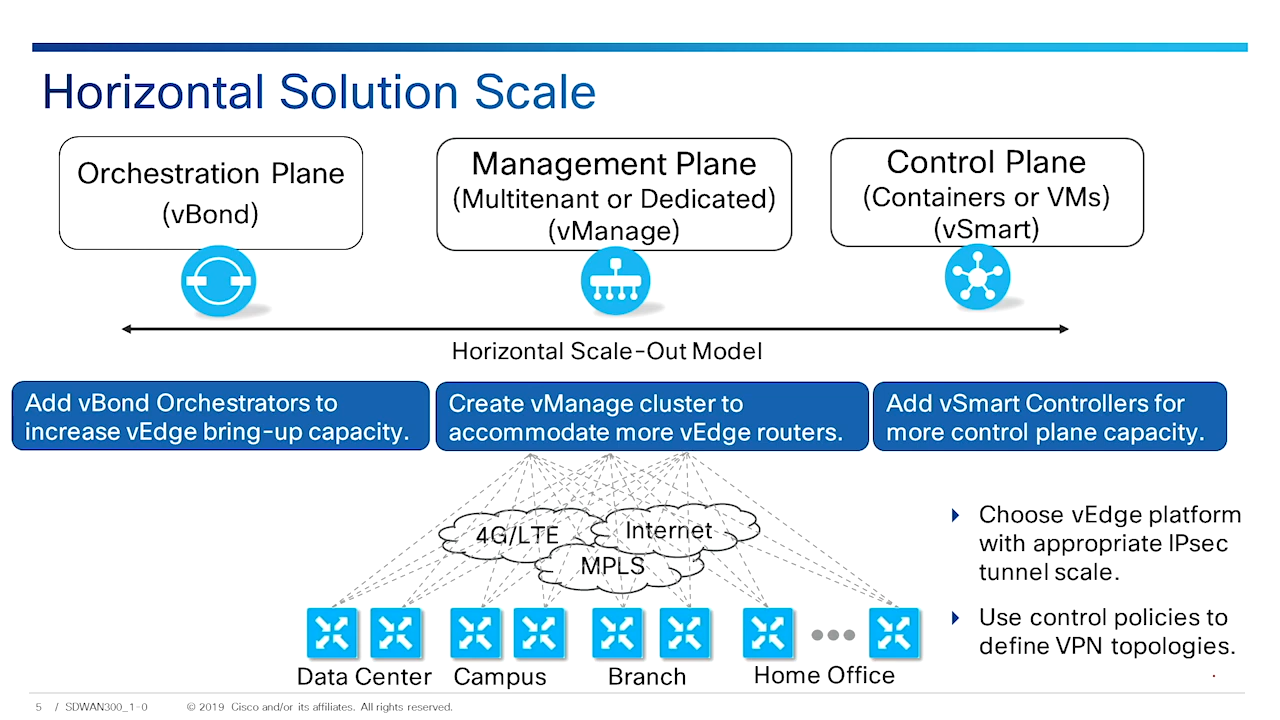 Horizontal Solution Scale
Orchestration Plane
(vBond)
Management Plane
(Multitenant or Dedicated)
(vManage)
Control Plane
(Containers or VMs)
(vSmart)
Horizontal Scale-Out Model
Add vBond Orchestrators to
increase vEdge bring-up capacity.
Create vManage cluster to
accommodate more vEdge routers.
Add vSmart Controllers for
more control plane capacity.
4G/LTE
Internet
MPLS
Choose vEdge platform
with appropriate IPsec
tunnel scale.
Use control policies to
define VPN topologies.
Data Center
Campus
Branch
Home Office
5 / SDWAN300_1-0 © 2019 Cisco and/or its affiliates. All rights reserved.